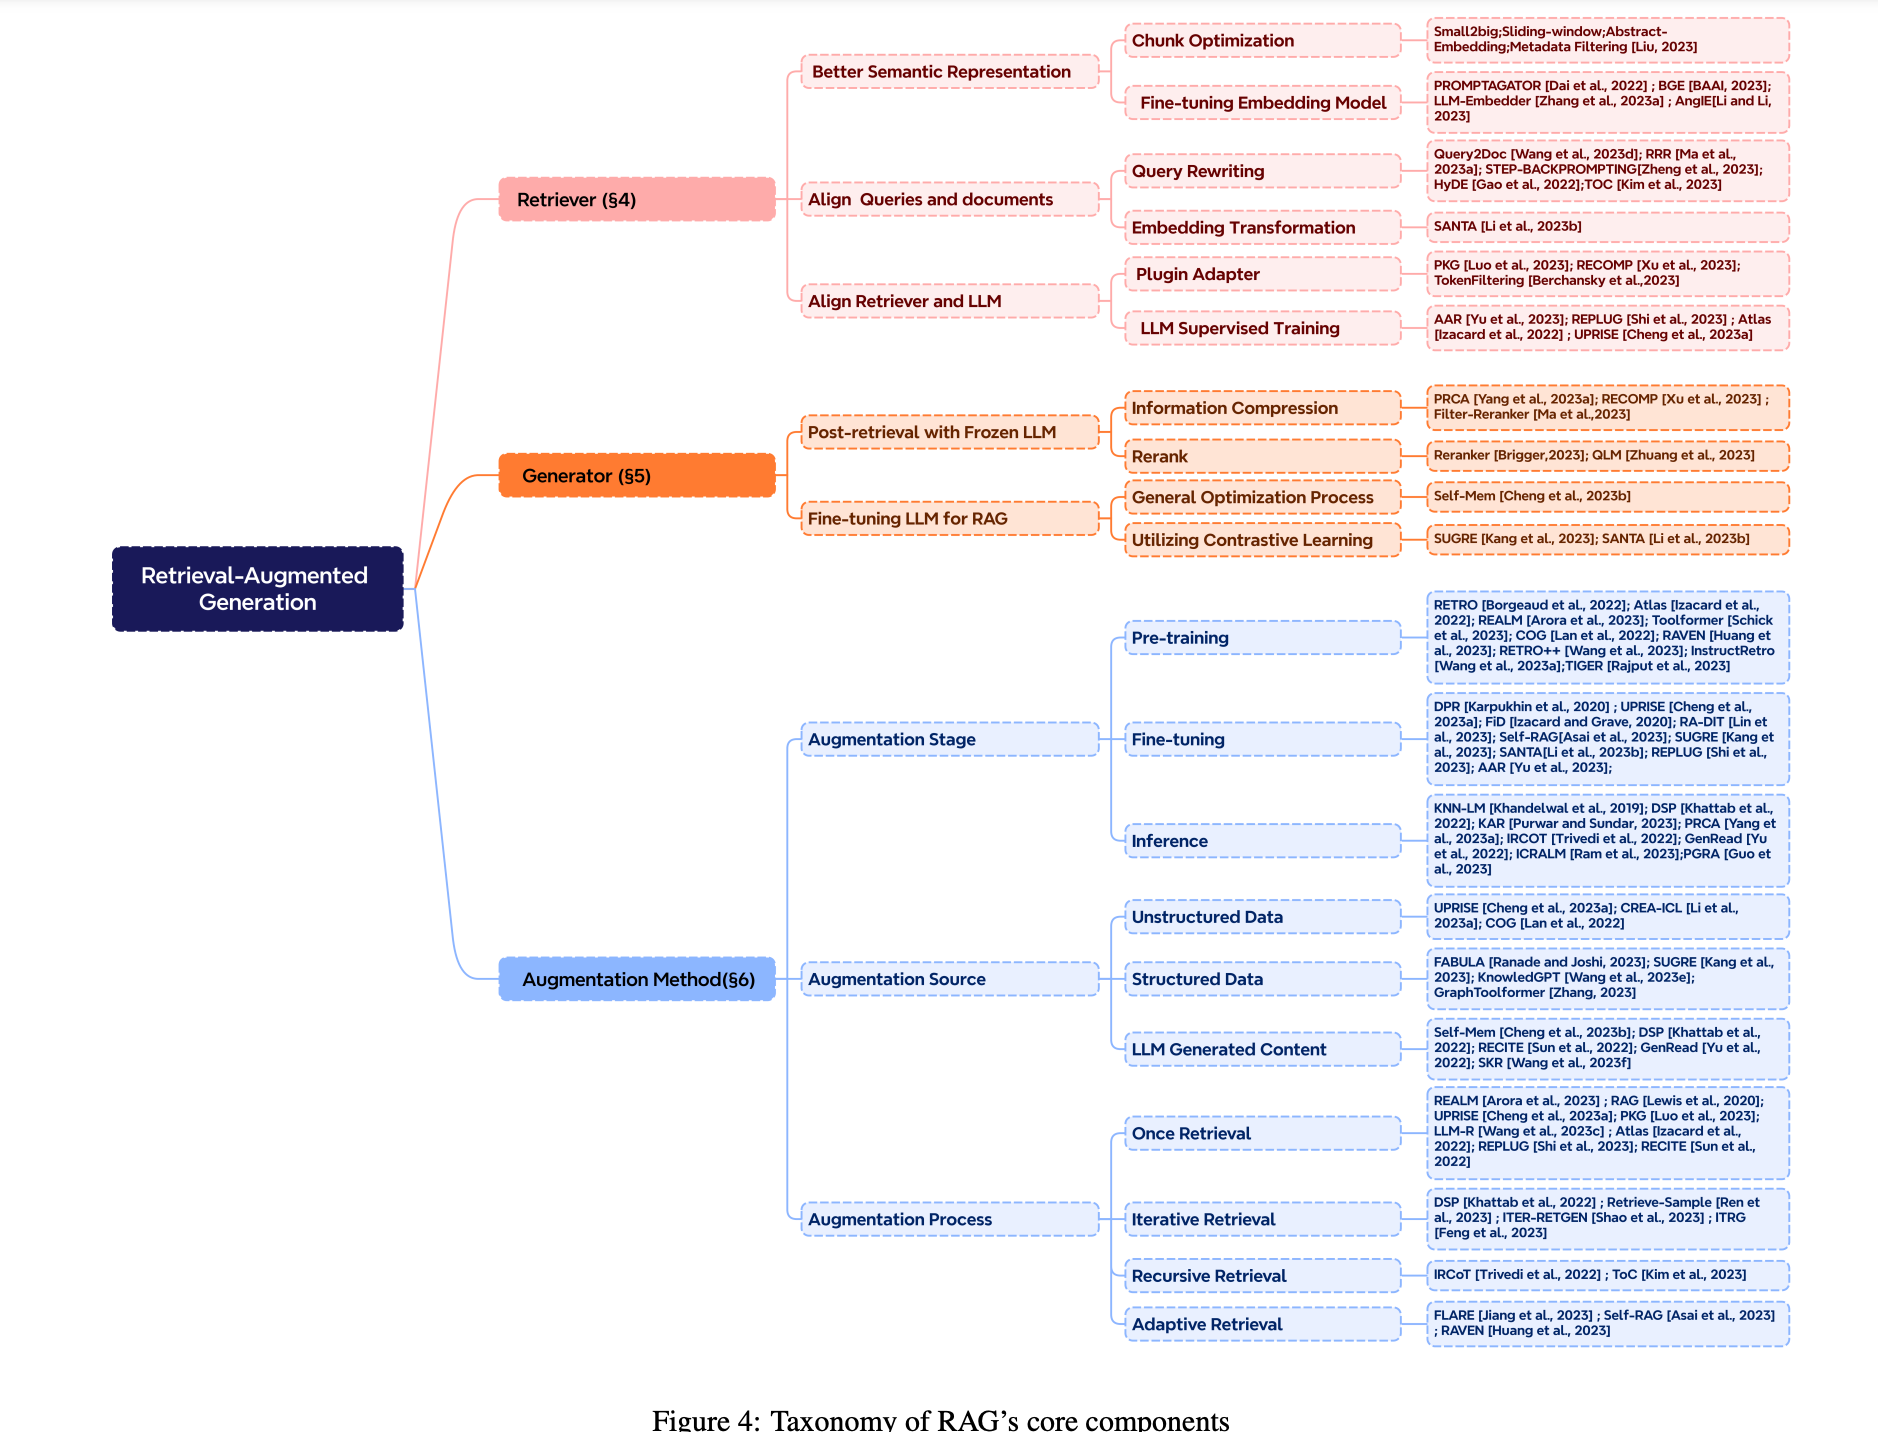 Retrieval-Augmented
Generation
Retriever (§4)
Better Semantic Representation
Chunk Optimization
Small2big;Sliding-window;Abstract-
Embedding;Metadata Filtering [Liu, 2023]
Fine-tuning Embedding Model
PROMPTAGATOR [Dai et al., 2022] ; BGE [BAAI, 2023];
LLM-Embedder [Zhang et al., 2023a] ; AngIE[Li and Li,
2023]
Align  Queries and documents
Query Rewriting
Query2Doc [Wang et al., 2023d]; RRR [Ma et al.,
2023a]; STEP-BACKPROMPTING[Zheng et al., 2023];
HyDE [Gao et al., 2022];TOC [Kim et al., 2023]
Embedding Transformation
SANTA [Li et al., 2023b]
Align Retriever and LLM
Plugin Adapter
PKG [Luo et al., 2023]; RECOMP [Xu et al., 2023];
TokenFiltering [Berchansky et al.,2023]
LLM Supervised Training
AAR [Yu et al., 2023]; REPLUG [Shi et al., 2023] ; Atlas
[Izacard et al., 2022] ; UPRISE [Cheng et al., 2023a]
Generator (§5)
Post-retrieval with Frozen LLM
Information Compression
PRCA [Yang et al., 2023a]; RECOMP [Xu et al., 2023] ;
Filter-Reranker [Ma et al.,2023]
Rerank
Reranker [Brigger,2023]; QLM [Zhuang et al., 2023]
Fine-tuning LLM for RAG
General Optimization Process
Self-Mem [Cheng et al., 2023b]
Utilizing Contrastive Learning
SUGRE [Kang et al., 2023]; SANTA [Li et al., 2023b]
Augmentation Method(§6)
Augmentation Stage
Pre-training
RETRO [Borgeaud et al., 2022]; Atlas [Izacard et al.,
2022]; REALM [Arora et al., 2023]; Toolformer [Schick
et al., 2023]; COG [Lan et al., 2022]; RAVEN [Huang et
al., 2023]; RETRO++ [Wang et al., 2023]; InstructRetro
[Wang et al., 2023a];TIGER [Rajput et al., 2023]
Fine-tuning
DPR [Karpukhin et al., 2020] ; UPRISE [Cheng et al.,
2023a]; FiD [Izacard and Grave, 2020]; RA-DIT [Lin et
al., 2023]; Self-RAG[Asai et al., 2023]; SUGRE [Kang et
al., 2023]; SANTA[Li et al., 2023b]; REPLUG [Shi et al.,
2023]; AAR [Yu et al., 2023];
Inference
KNN-LM [Khandelwal et al., 2019]; DSP [Khattab et al.,
2022]; KAR [Purwar and Sundar, 2023]; PRCA [Yang et
al., 2023a]; IRCOT [Trivedi et al., 2022]; GenRead [Yu
et al., 2022]; ICRALM [Ram et al., 2023];PGRA [Guo et
al., 2023]
Augmentation Source
Unstructured Data
UPRISE [Cheng et al., 2023a]; CREA-ICL [Li et al.,
2023a]; COG [Lan et al., 2022]
Structured Data
FABULA [Ranade and Joshi, 2023]; SUGRE [Kang et al.,
2023]; KnowledGPT [Wang et al., 2023e];
GraphToolformer [Zhang, 2023]
LLM Generated Content
Self-Mem [Cheng et al., 2023b]; DSP [Khattab et al.,
2022]; RECITE [Sun et al., 2022]; GenRead [Yu et al.,
2022]; SKR [Wang et al., 2023f]
Augmentation Process
Once Retrieval
REALM [Arora et al., 2023] ; RAG [Lewis et al., 2020];
UPRISE [Cheng et al., 2023a]; PKG [Luo et al., 2023];
LLM-R [Wang et al., 2023c] ; Atlas [Izacard et al.,
2022]; REPLUG [Shi et al., 2023]; RECITE [Sun et al.,
2022]
Iterative Retrieval
DSP [Khattab et al., 2022] ; Retrieve-Sample [Ren et
al., 2023] ; ITER-RETGEN [Shao et al., 2023] ; ITRG
[Feng et al., 2023]
Recursive Retrieval
IRCoT [Trivedi et al., 2022] ; ToC [Kim et al., 2023]
Adaptive Retrieval
FLARE [Jiang et al., 2023] ; Self-RAG [Asai et al., 2023]
; RAVEN [Huang et al., 2023]
Figure 4: Taxonomy of RAG's core components